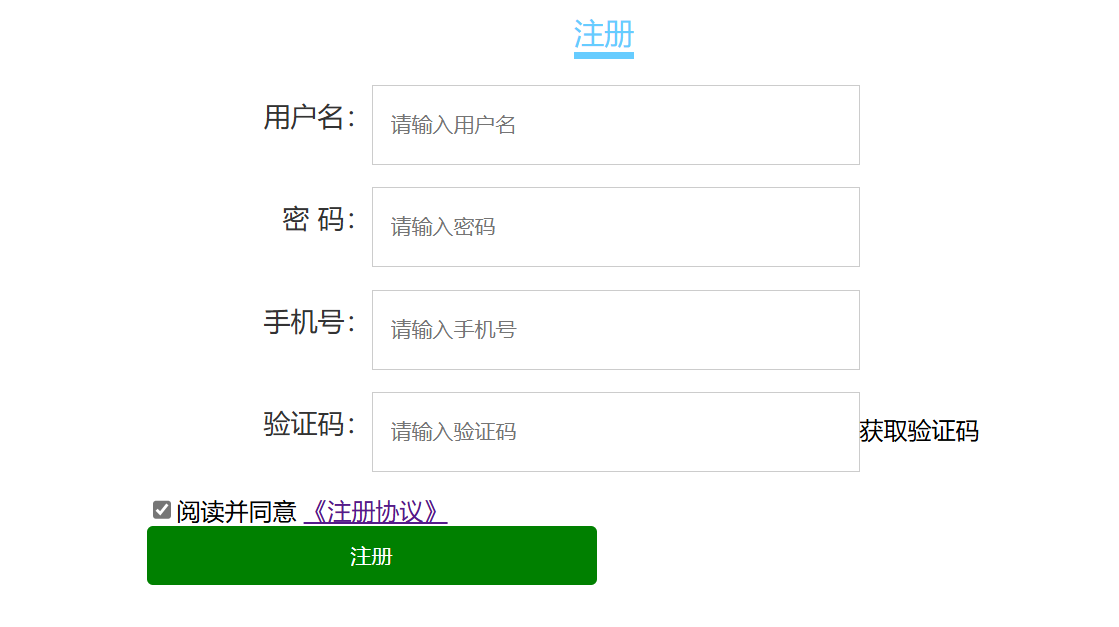 注册
用户名： 请输入用户名
密 码： 请输入密码
手机号： 请输入手机号
验证码： 请输入验证码 获取验证码
阅读并同意 《注册协议》
注册